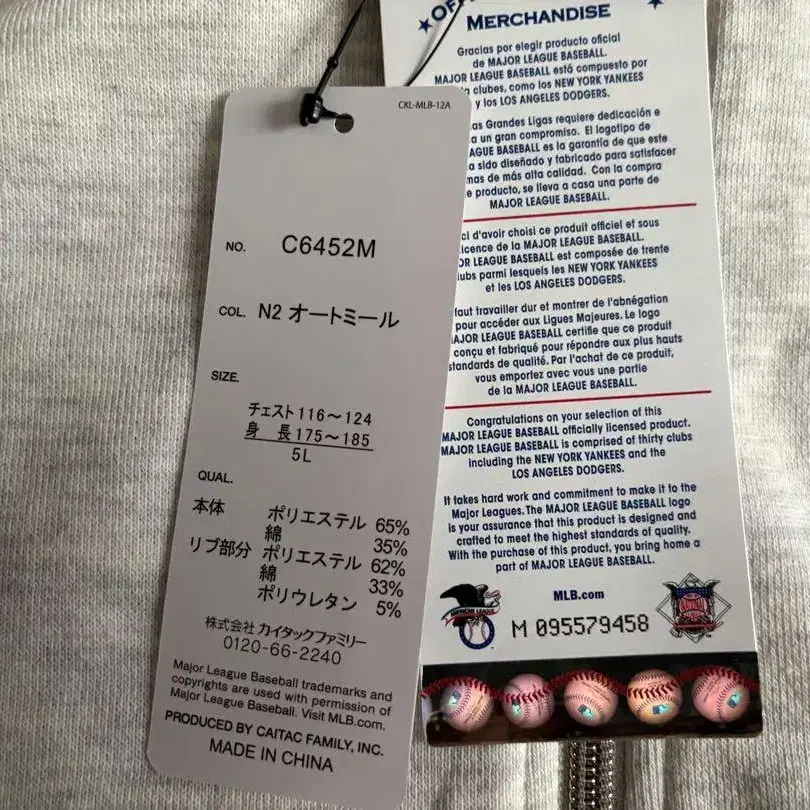 CKL-MLB-12A
NO. C6452M
COL. N2 オートミール
SIZE.
チェスト116～124
身 長175～185
5L
QUAL.
本体 ポリエステル 65%
綿 35%
リブ部分 ポリエステル 62%
綿 33%
ポリウレタン 5%
株式会社 カイタックファミリー
0120-66-2240
Major League Baseball trademarks and
copyrights are used with permission of
Major League Baseball. Visit MLB.com.
PRODUCED BY CAITAC FAMILY, INC.
MADE IN CHINA
MERCHANDISE
Gracias por elegir producto oficial
de MAJOR LEAGUE BASEBALL.
MAJOR LEAGUE BASEBALL está compuesto por
clubes, como los NEW YORK YANKEES
y los LOS ANGELES DODGERS.
as Grandes Ligas requiere dedicación e
a un gran compromiso. El logotipo de
AGUE BASEBALL es la garantía de que este
a sido diseñado y fabricado para satisfacer
mas de más alta calidad. Con la compra
e producto, se lleva a casa una parte de
MAJOR LEAGUE BASEBALL.
ci d'avoir choisi ce produit officiel et sous
icence de la MAJOR LEAGUE BASEBALL.
OR LEAGUE BASEBALL est composée de trente
ubs parmi lesquels les NEW YORK YANKEES
et les LOS ANGELES DODGERS.
faut travailler dur et montrer de l'abnégation
pour accéder aux Ligues Majeures. Le logo
AJOR LEAGUE BASEBALL certifie que ce produit
conçu et fabriqué pour répondre aux plus hauts
standards de qualité. Par l'achat de ce produit,
vous emportez avec vous une partie
de la MAJOR LEAGUE BASEBALL.
Congratulations on your selection of this
MAJOR LEAGUE BASEBALL officially licensed product.
MAJOR LEAGUE BASEBALL is comprised of thirty clubs
including the NEW YORK YANKEES and the
LOS ANGELES DODGERS.
It takes hard work and commitment to make it to the
Major Leagues. The MAJOR LEAGUE BASEBALL logo
is your assurance that this product is designed and
crafted to meet the highest standards of quality.
With the purchase of this product, you bring home a
part of MAJOR LEAGUE BASEBALL.
MLB.com
AMERICAN LEAGUE
M 095579458